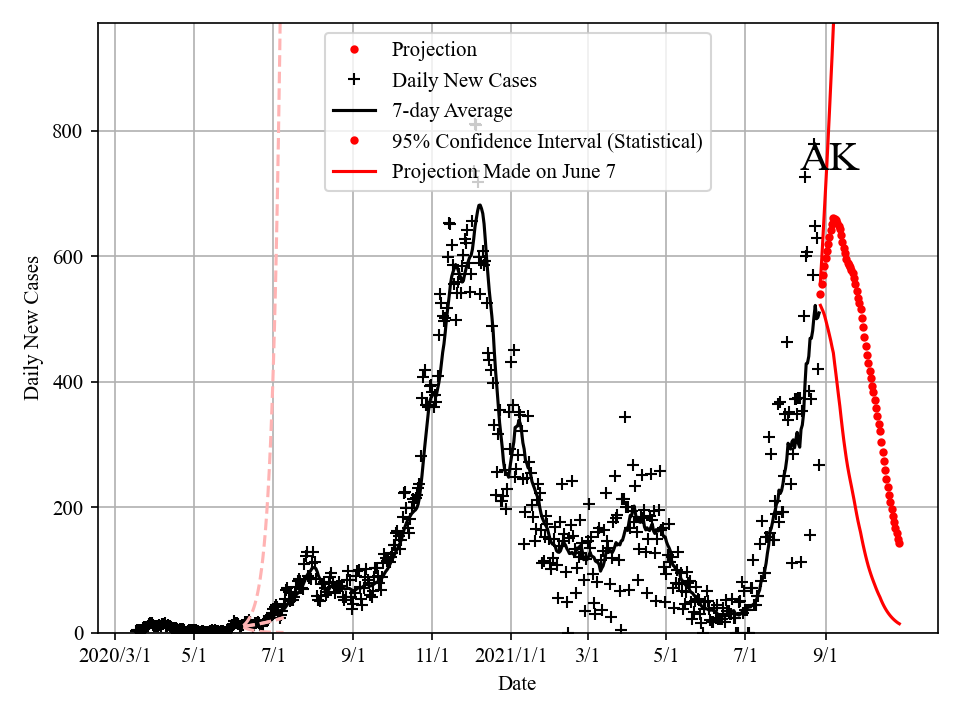 Projection
Daily New Cases
7-day Average
95% Confidence Interval (Statistical)
Projection Made on June 7
AK
800
600
400
200
0
Daily New Cases
2020/3/1 5/1 7/1 9/1 11/1 2021/1/1 3/1 5/1 7/1 9/1
Date